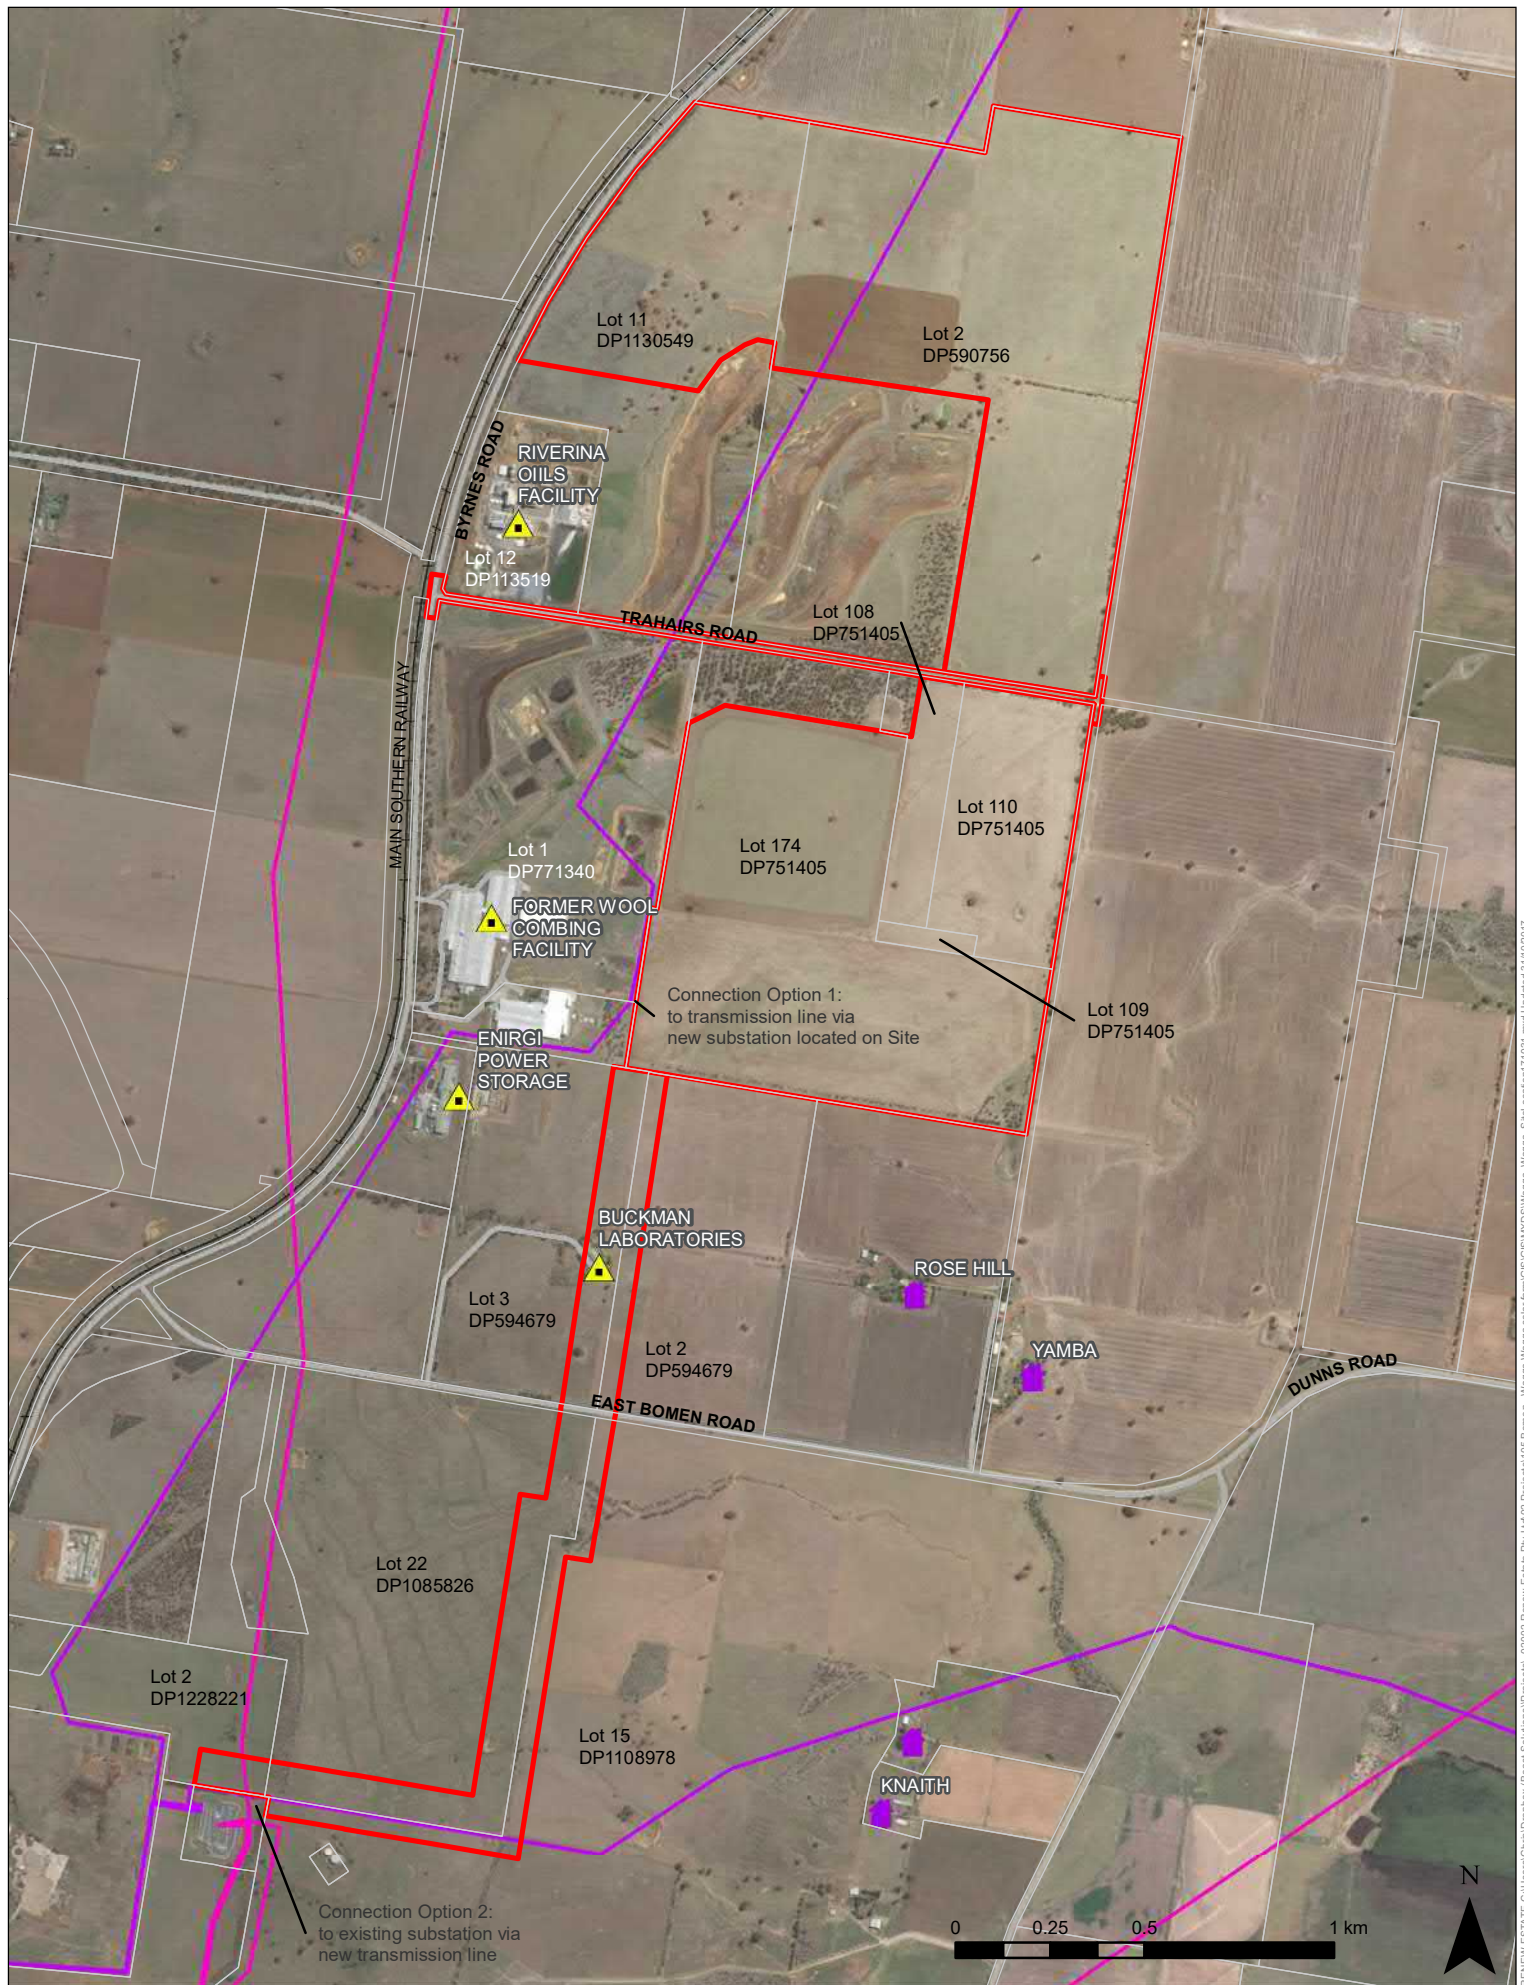 Lot 11
DP1130549
Lot 2
DP590756
BYRNES ROAD
RIVERINA
OIILS
FACILITY
Lot 12
DP113519
TRAHAIRS ROAD
Lot 108
DP751405
MAIN SOUTHERN RAILWAY
Lot 110
DP751405
Lot 174
DP751405
Lot 1
DP771340
FORMER WOOL
COMBING
FACILITY
Connection Option 1:
to transmission line via
new substation located on Site
Lot 109
DP751405
ENIRGI
POWER
STORAGE
BUCKMAN
LABORATORIES
ROSE HILL
Lot 3
DP594679
Lot 2
DP594679
YAMBA
DUNNS ROAD
EAST BOMEN ROAD
Lot 22
DP1085826
Lot 2
DP1228221
Lot 15
DP1108978
KNAITH
Connection Option 2:
to existing substation via
new transmission line
N
0 0.25 0.5 1 km